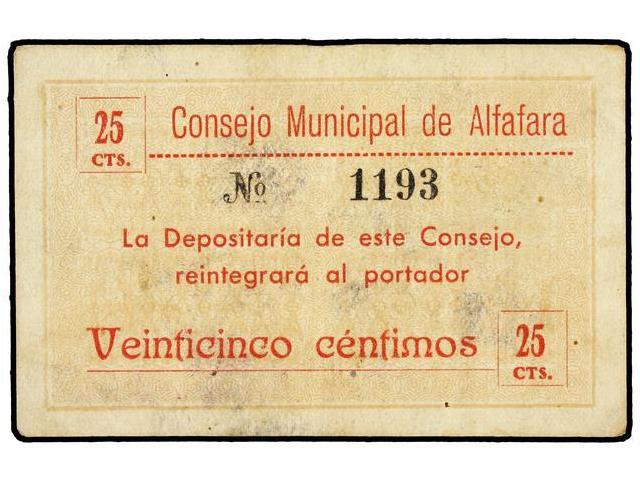 25
CTS.
Consejo Municipal de Alfafara
No 1193
La Depositaría de este Consejo,
reintegrará al portador
Veinticinco céntimos
25
CTS.